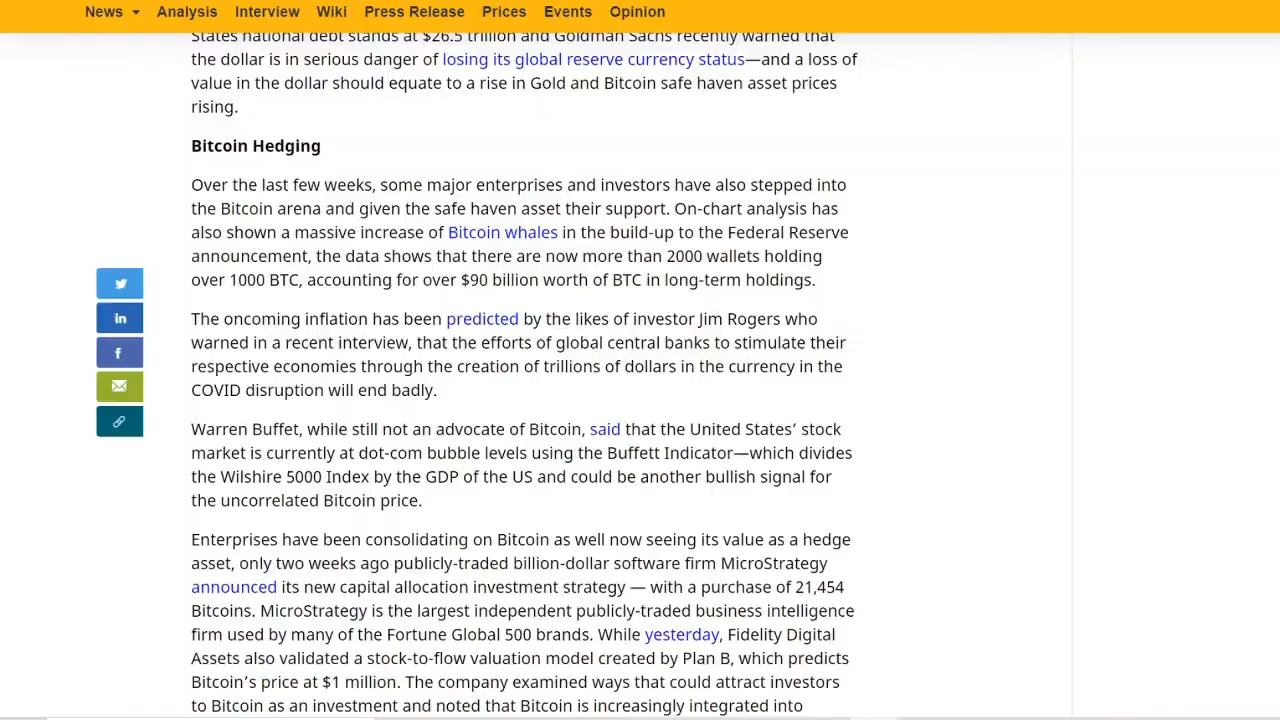 News Analysis Interview Wiki Press Release Prices Events Opinion
States national debt stands at $26.5 trillion and Goldman Sachs recently warned that
the dollar is in serious danger of losing its global reserve currency status—and a loss of
value in the dollar should equate to a rise in Gold and Bitcoin safe haven asset prices
rising.
Bitcoin Hedging
Over the last few weeks, some major enterprises and investors have also stepped into
the Bitcoin arena and given the safe haven asset their support. On-chart analysis has
also shown a massive increase of Bitcoin whales in the build-up to the Federal Reserve
announcement, the data shows that there are now more than 2000 wallets holding
over 1000 BTC, accounting for over $90 billion worth of BTC in long-term holdings.
The oncoming inflation has been predicted by the likes of investor Jim Rogers who
warned in a recent interview, that the efforts of global central banks to stimulate their
respective economies through the creation of trillions of dollars in the currency in the
COVID disruption will end badly.
Warren Buffet, while still not an advocate of Bitcoin, said that the United States’ stock
market is currently at dot-com bubble levels using the Buffett Indicator—which divides
the Wilshire 5000 Index by the GDP of the US and could be another bullish signal for
the uncorrelated Bitcoin price.
Enterprises have been consolidating on Bitcoin as well now seeing its value as a hedge
asset, only two weeks ago publicly-traded billion-dollar software firm MicroStrategy
announced its new capital allocation investment strategy — with a purchase of 21,454
Bitcoins. MicroStrategy is the largest independent publicly-traded business intelligence
firm used by many of the Fortune Global 500 brands. While yesterday, Fidelity Digital
Assets also validated a stock-to-flow valuation model created by Plan B, which predicts
Bitcoin’s price at $1 million. The company examined ways that could attract investors
to Bitcoin as an investment and noted that Bitcoin is increasingly integrated into